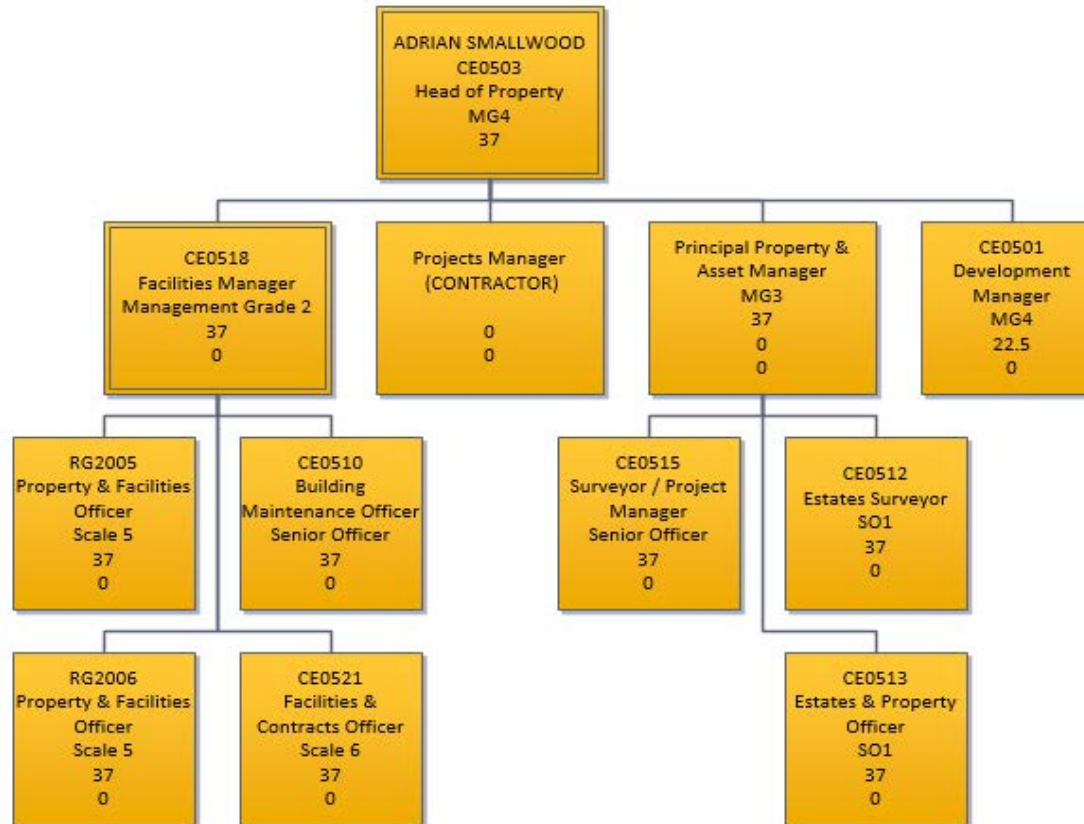 ADRIAN SMALLWOOD
CE0503
Head of Property
MG4
37
CE0518
Facilities Manager
Management Grade 2
37
0
Projects Manager
(CONTRACTOR)
0
0
Principal Property &
Asset Manager
MG3
37
0
0
CE0501
Development
Manager
MG4
22.5
0
RG2005
Property & Facilities
Officer
Scale 5
37
0
CE0510
Building
Maintenance Officer
Senior Officer
37
0
CE0515
Surveyor / Project
Manager
Senior Officer
37
0
CE0512
Estates Surveyor
SO1
37
0
RG2006
Property & Facilities
Officer
Scale 5
37
0
CE0521
Facilities &
Contracts Officer
Scale 6
37
0
CE0513
Estates & Property
Officer
SO1
37
0